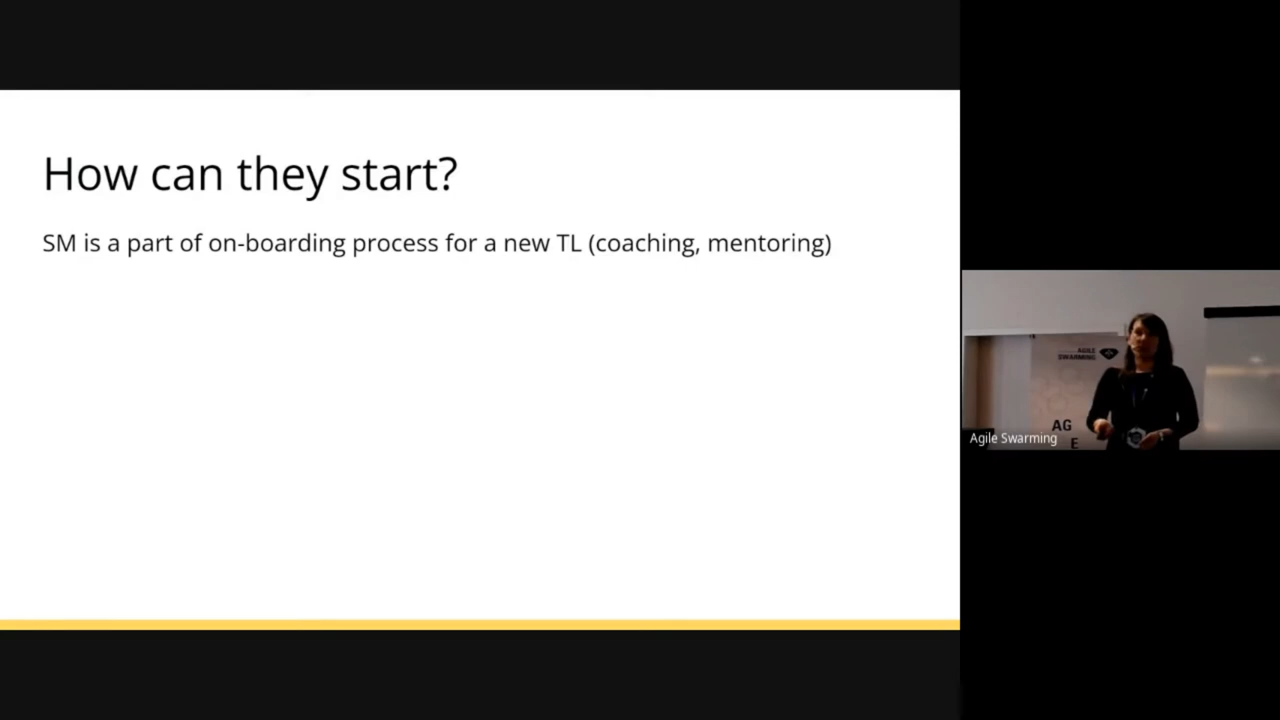 How can they start?
SM is a part of on-boarding process for a new TL (coaching, mentoring)
AGILE
SWARMING
AG
E
Agile Swarming